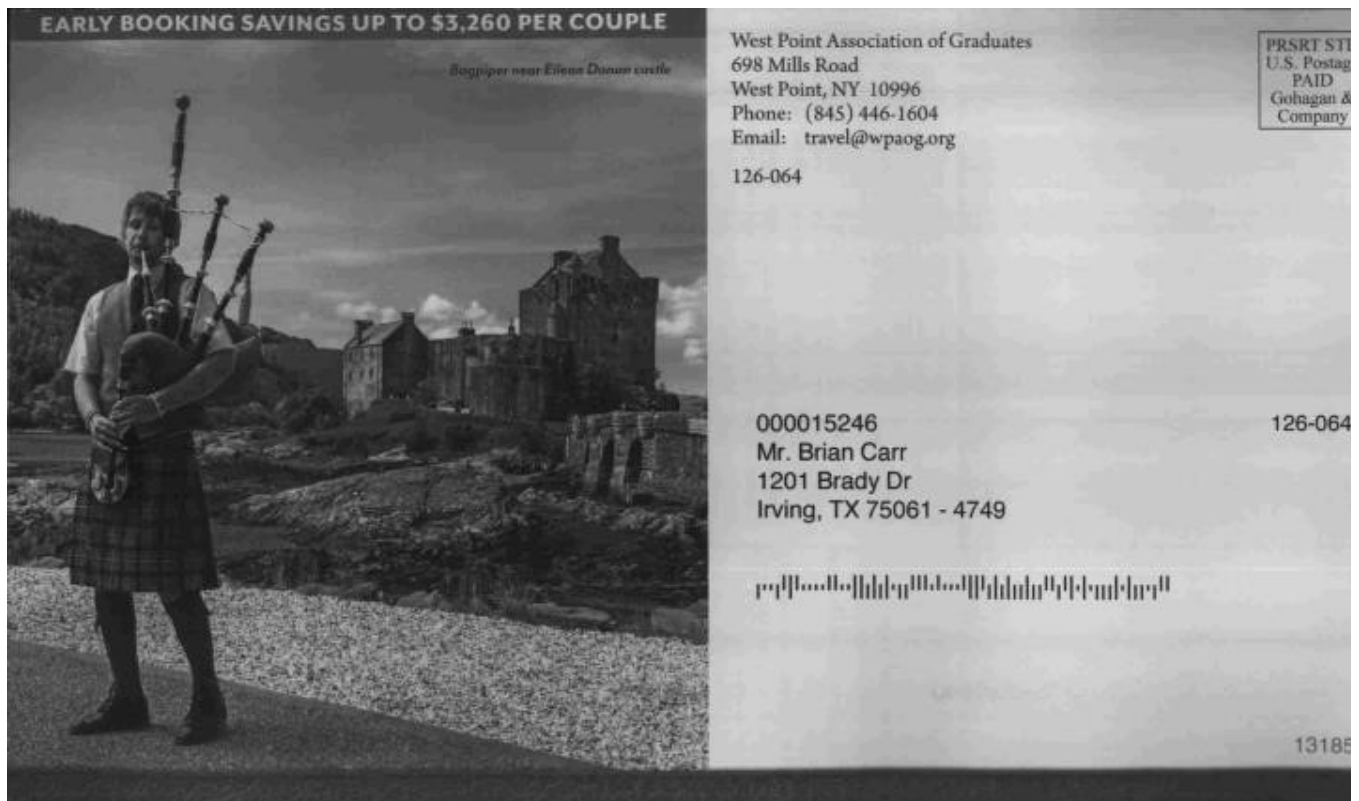 EARLY BOOKING SAVINGS UP TO $3,260 PER COUPLE
Bagpiper near Eilean Donan castle
West Point Association of Graduates
698 Mills Road
West Point, NY 10996
Phone: (845) 446-1604
Email: travel@wpaog.org
126-064
PRSRT STD
U.S. Postage
PAID
Gohagan &
Company
000015246
126-064
Mr. Brian Carr
1201 Brady Dr
Irving, TX 75061 - 4749
13185